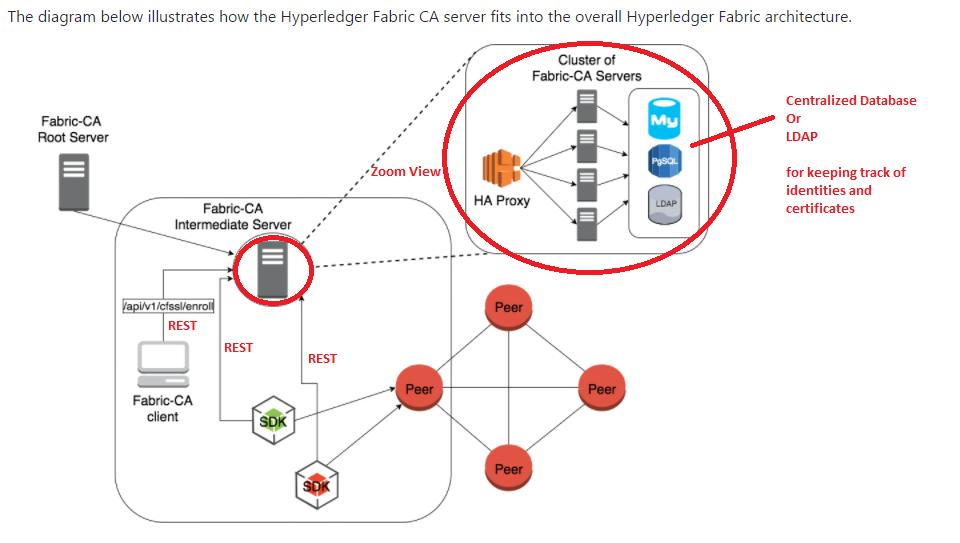 The diagram below illustrates how the Hyperledger Fabric CA server fits into the overall Hyperledger Fabric architecture.
Cluster of
Fabric-CA Servers
My
PgSQL
LDAP
HA Proxy
Centralized Database
Or
LDAP
for keeping track of
identities and
certificates
Zoom View
Fabric-CA
Root Server
Fabric-CA
Intermediate Server
/api/v1/cfssl/enroll
REST
REST
REST
Fabric-CA
client
SDK
SDK
Peer
Peer
Peer
Peer